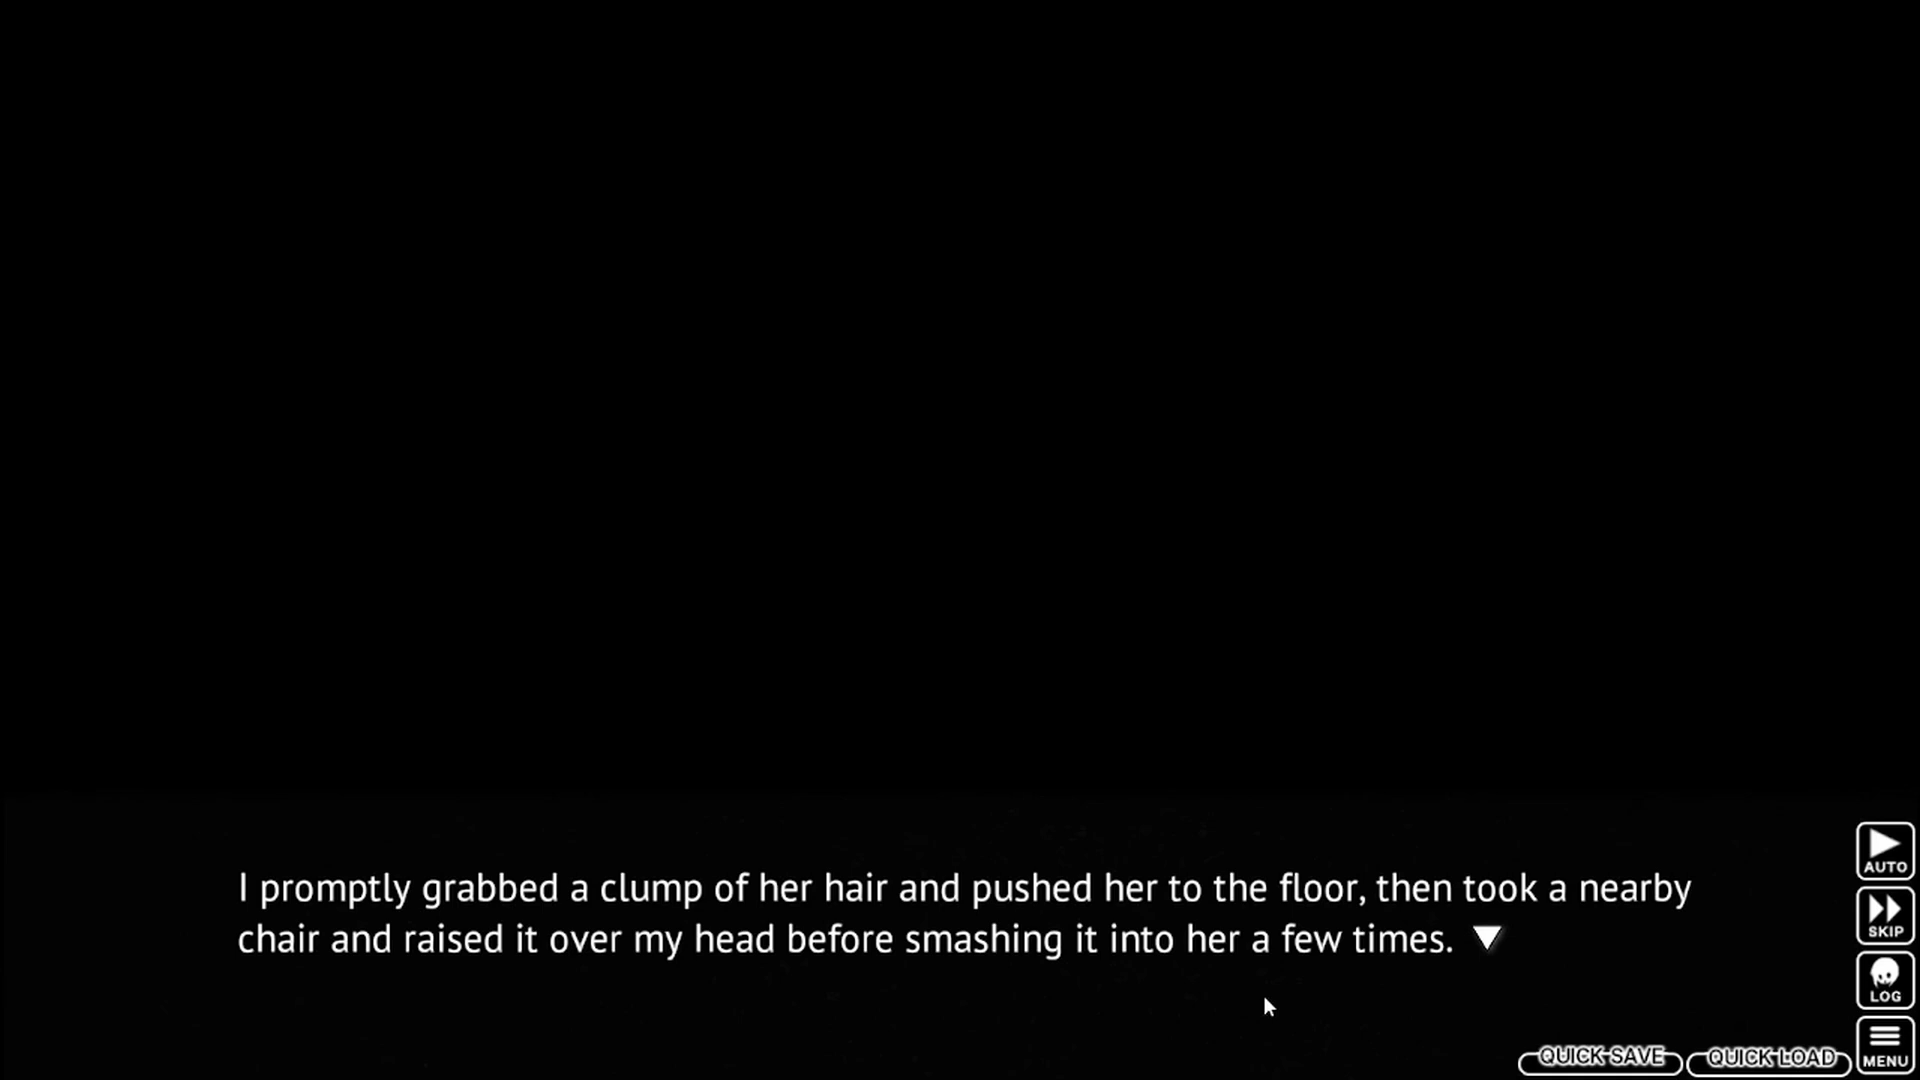 I promptly grabbed a clump of her hair and pushed her to the floor, then took a nearby
chair and raised it over my head before smashing it into her a few times.
AUTO
SKIP
LOG
MENU
QUICK SAVE
QUICK LOAD